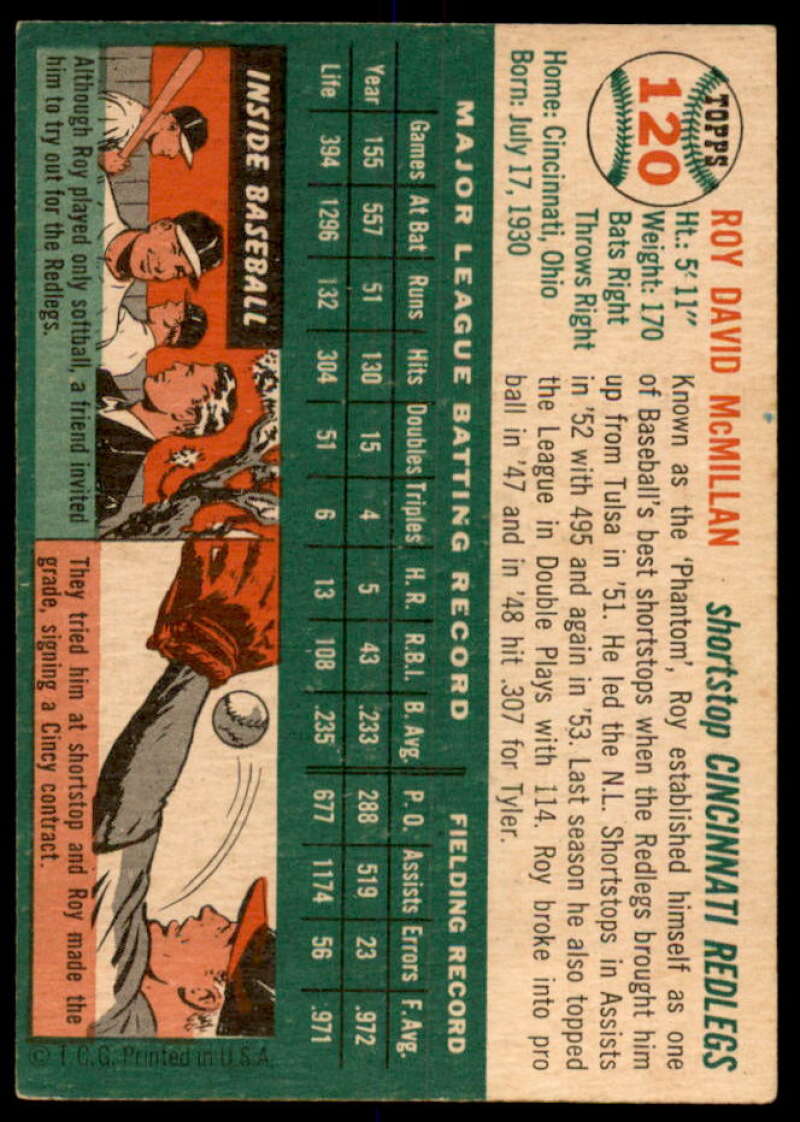 TOPPS
120
ROY DAVID McMILLAN
shortstop CINCINNATI REDLEGS
Ht.: 5' 11"
Weight: 170
Bats Right
Throws Right
Home: Cincinnati, Ohio
Born: July 17, 1930
Known as the 'Phantom', Roy established himself as one
of Baseball's best shortstops when the Redlegs brought him
up from Tulsa in '51. He led the N.L. Shortstops in Assists
in '52 with 495 and again in '53. Last season he also topped
the League in Double Plays with 114. Roy broke into pro
ball in '47 and in '48 hit .307 for Tyler.
MAJOR LEAGUE BATTING RECORD FIELDING RECORD
Games At Bat Runs Hits Doubles Triples H. R. R.B.I. B. Avg. P. O. Assists Errors F. Avg.
Year 155 557 51 130 15 4 5 43 .233 288 519 23 .972
Life 394 1296 132 304 51 6 13 108 .235 677 1174 56 .971
INSIDE BASEBALL
Although Roy played only softball, a friend invited
him to try out for the Redlegs.
They tried him at shortstop and Roy made the
grade, signing a Cincy contract.
© T. C. G. Printed in U.S.A.